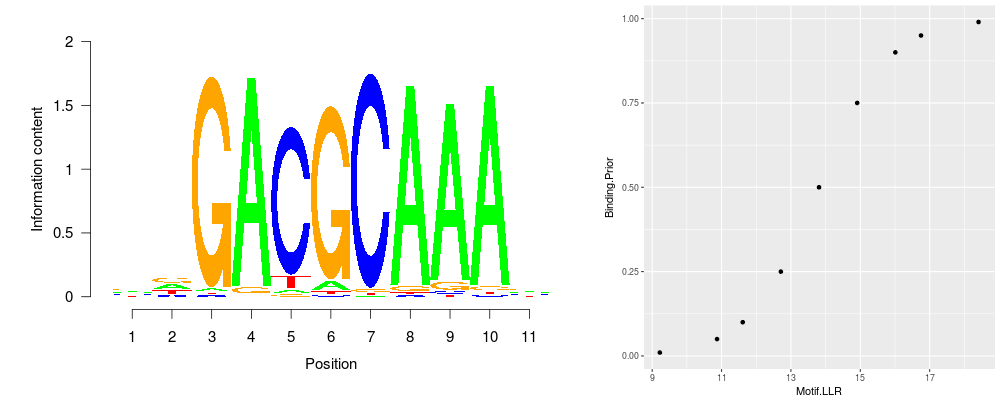 Information content
2
1.5
1
0.5
0
GACGCAAA
T
1 2 3 4 5 6 7 8 9 10 11
Position
Binding.Prior
1.00
0.75
0.50
0.25
0.00
9 11 13 15 17
Motif.LLR